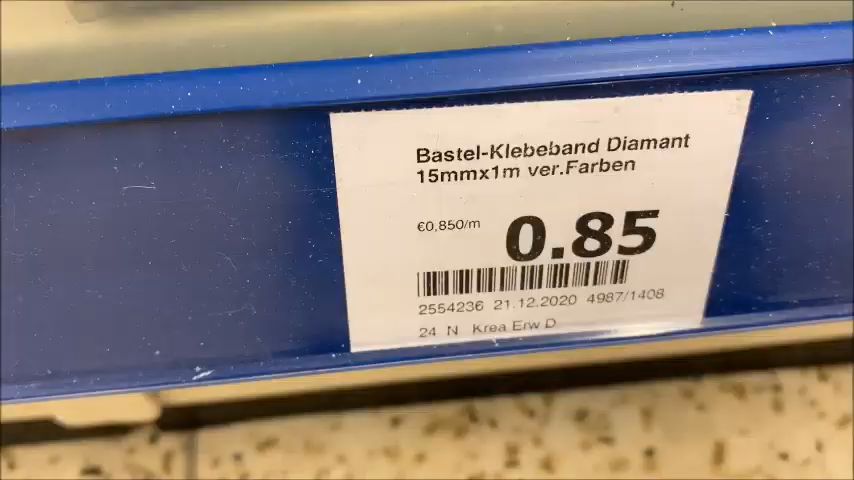 Bastel-Klebeband Diamant
15mmx1m ver.Farben
€0,850/m 0.85
2554236 21.12.2020 4987/1408
24 N Krea Erw D